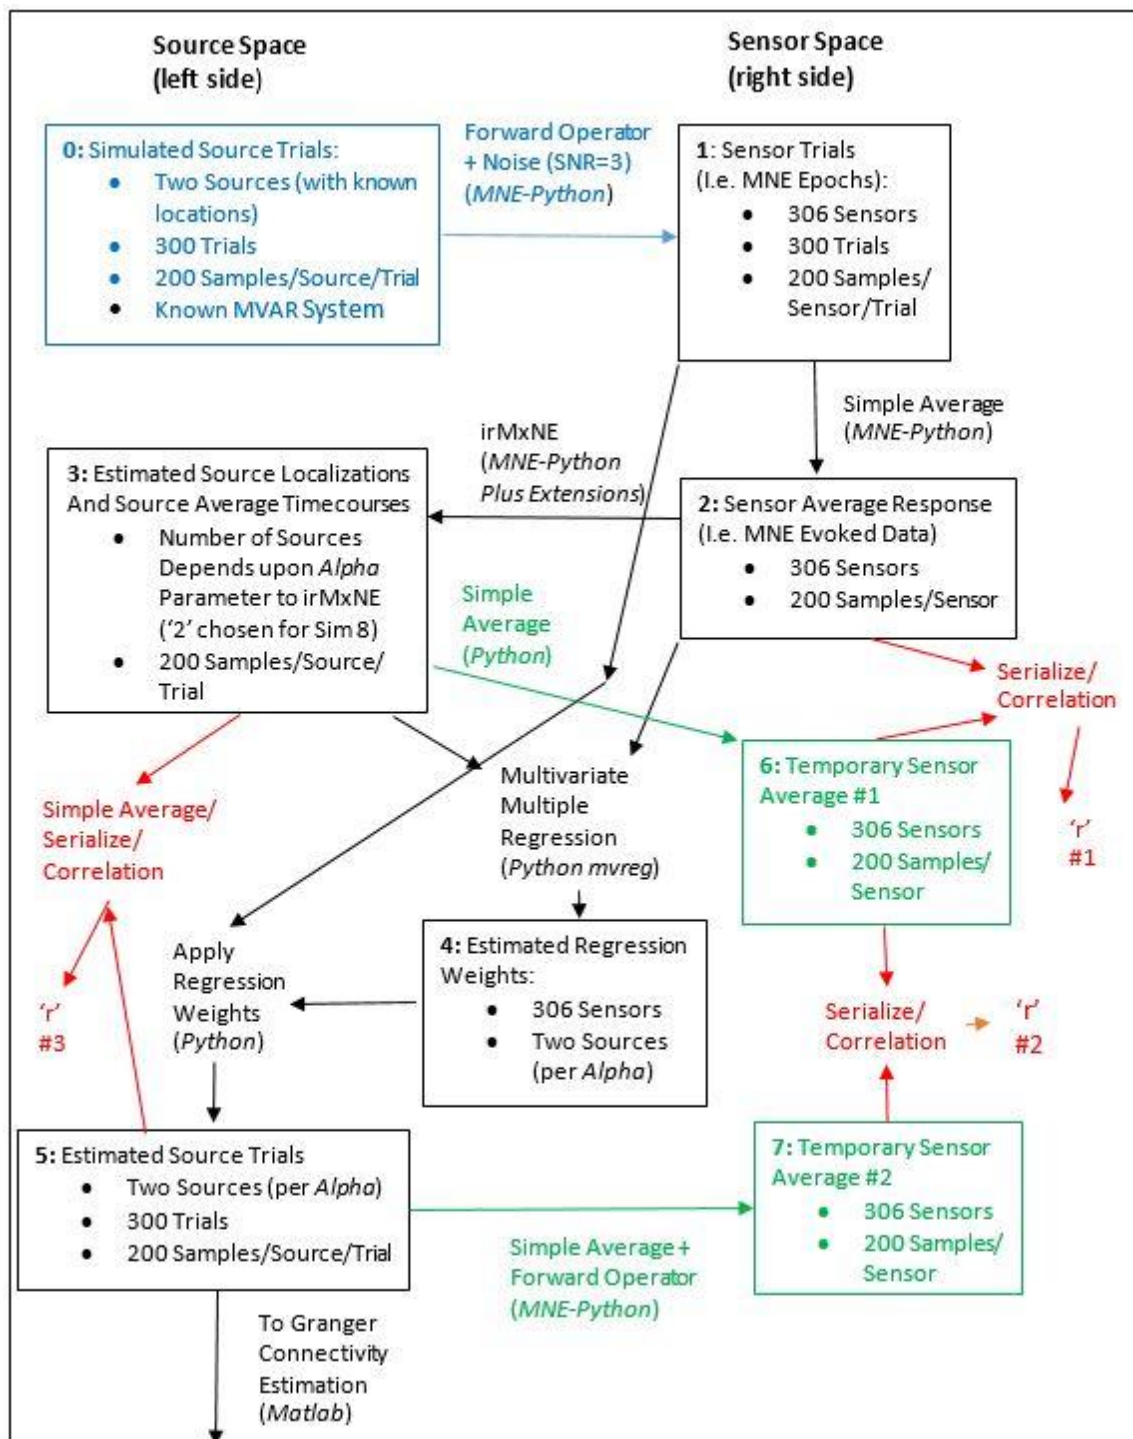 Source Space
(left side)
Sensor Space
(right side)
0: Simulated Source Trials:
● Two Sources (with known
locations)
● 300 Trials
● 200 Samples/Source/Trial
● Known MVAR System
Forward Operator
+ Noise (SNR=3)
(MNE-Python)
1: Sensor Trials
(I.e. MNE Epochs):
● 306 Sensors
● 300 Trials
● 200 Samples/
Sensor/Trial
Simple Average
(MNE-Python)
irMxNE
(MNE-Python
Plus Extensions)
3: Estimated Source Localizations
And Source Average Timecourses
● Number of Sources
Depends upon Alpha
Parameter to irMxNE
('2' chosen for Sim 8)
● 200 Samples/Source/
Trial
2: Sensor Average Response
(I.e. MNE Evoked Data)
● 306 Sensors
● 200 Samples/Sensor
Simple
Average
(Python)
Serialize/
Correlation
'r'
#1
6: Temporary Sensor
Average #1
● 306 Sensors
● 200 Samples/
Sensor
Multivariate
Multiple
Regression
(Python mvreg)
Simple Average/
Serialize/
Correlation
'r'
#3
Apply
Regression
Weights
(Python)
4: Estimated Regression
Weights:
● 306 Sensors
● Two Sources
(per Alpha)
Serialize/
Correlation
'r'
#2
5: Estimated Source Trials
● Two Sources (per Alpha)
● 300 Trials
● 200 Samples/Source/Trial
7: Temporary Sensor
Average #2
● 306 Sensors
● 200 Samples/
Sensor
Simple Average +
Forward Operator
(MNE-Python)
To Granger
Connectivity
Estimation
(Matlab)